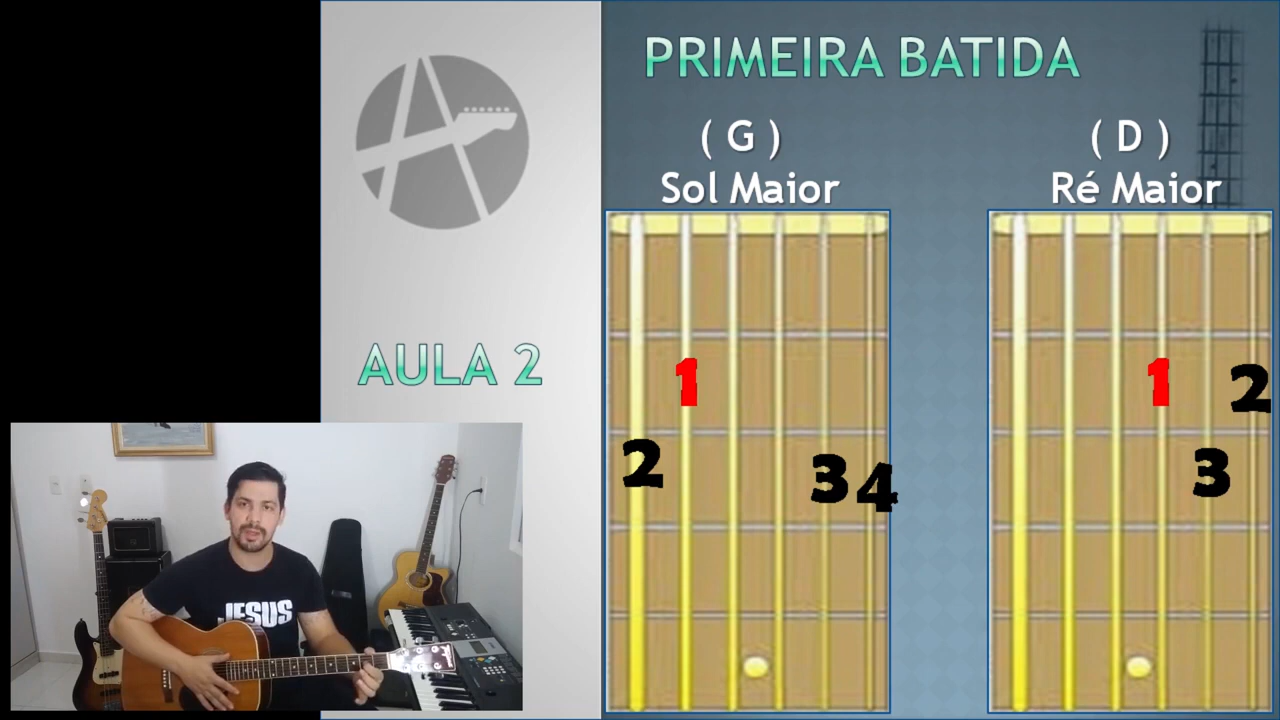 PRIMEIRA BATIDA
( G )
Sol Maior
( D )
Ré Maior
AULA 2
1
2
3
4
1
2
3
JESUS